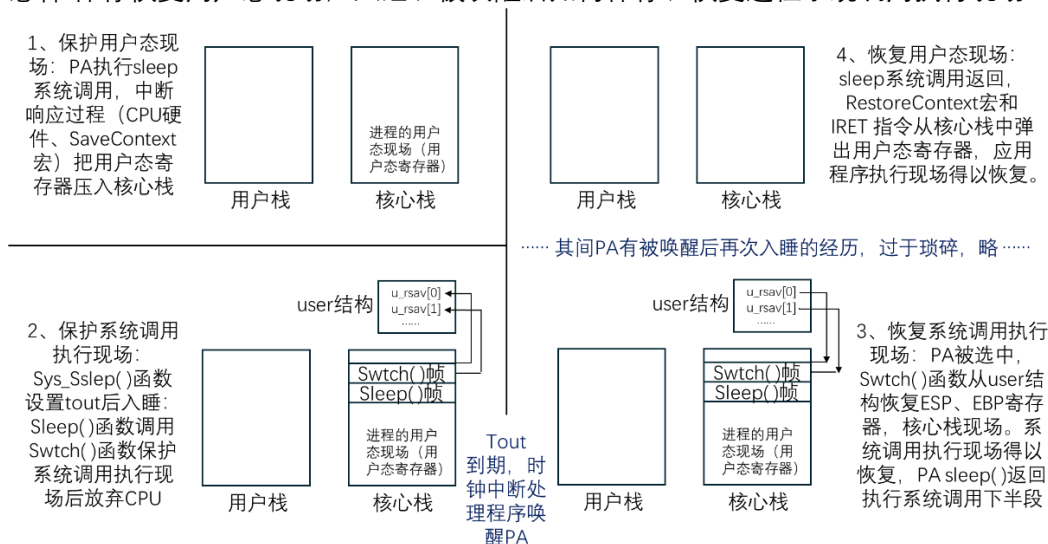 1、保护用户态现
场：PA执行sleep
系统调用，中断
响应过程（CPU硬
件、SaveContext
宏）把用户态寄
存器压入核心栈
进程的用户
态现场（用
户态寄存器）
用户栈
核心栈
4、恢复用户态现场：
sleep系统调用返回，
RestoreContext宏和
IRET 指令从核心栈中弹
出用户态寄存器，应用
程序执行现场得以恢复。
用户栈
核心栈
…… 其间PA有被唤醒后再次入睡的经历，过于琐碎，略 ……
2、保护系统调用
执行现场：
Sys_Sslep( )函数
设置tout后入睡：
Sleep( )函数调用
Swtch( )函数保护
系统调用执行现
场后放弃CPU
user结构
u_rsav[0]
u_rsav[1]
……
Swtch( )帧
Sleep( )帧
进程的用户
态现场（用
户态寄存器）
用户栈
核心栈
Tout
到期，时
钟中断处
理程序唤
醒PA
user结构
u_rsav[0]
u_rsav[1]
……
Swtch( )帧
Sleep( )帧
进程的用户
态现场（用
户态寄存器）
用户栈
核心栈
3、恢复系统调用执行
现场：PA被选中，
Swtch( )函数从user结
构恢复ESP、EBP寄存
器，核心栈现场。系
统调用执行现场得以
恢复，PA sleep( )返回
执行系统调用下半段